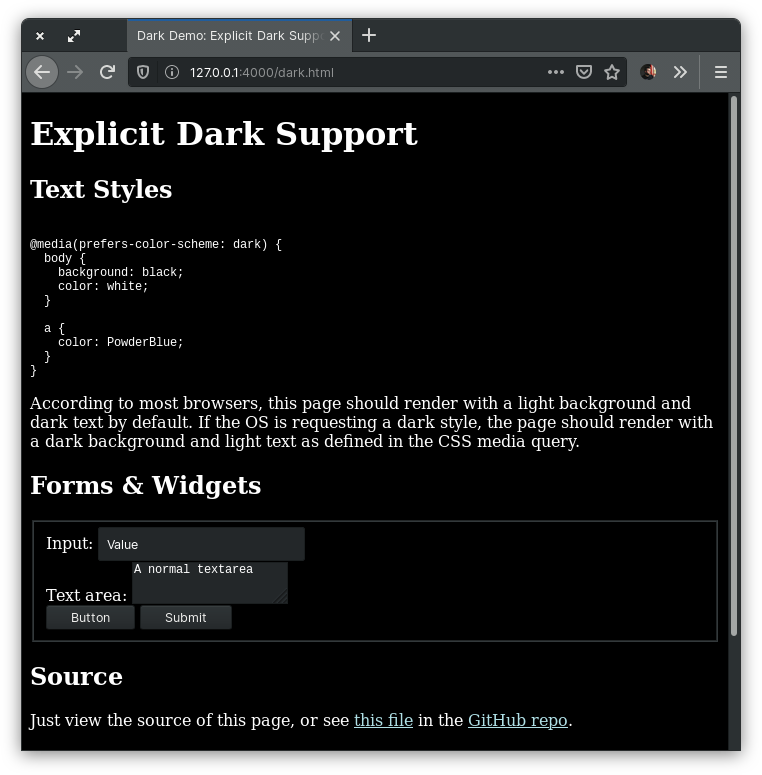 Dark Demo: Explicit Dark Supp
127.0.0.1:4000/dark.html
Explicit Dark Support
Text Styles
@media(prefers-color-scheme: dark) {
  body {
    background: black;
    color: white;
  }

  a {
    color: PowderBlue;
  }
}
According to most browsers, this page should render with a light background and
dark text by default. If the OS is requesting a dark style, the page should render with
a dark background and light text as defined in the CSS media query.
Forms & Widgets
Input: Value
A normal textarea
Text area:
Button Submit
Source
Just view the source of this page, or see this file in the GitHub repo.